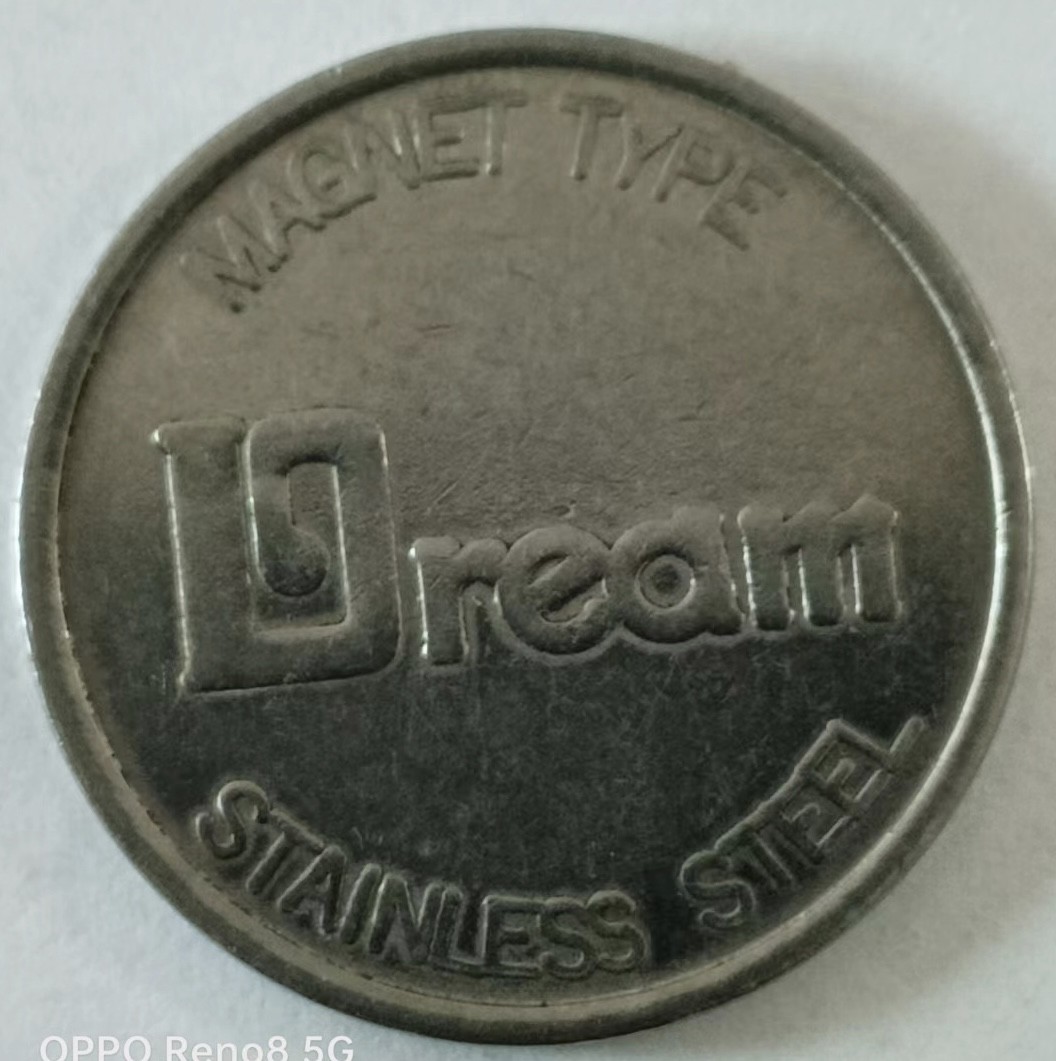 MAGNET TYPE
Dream
STAINLESS STEEL
OPPO Reno8 5G